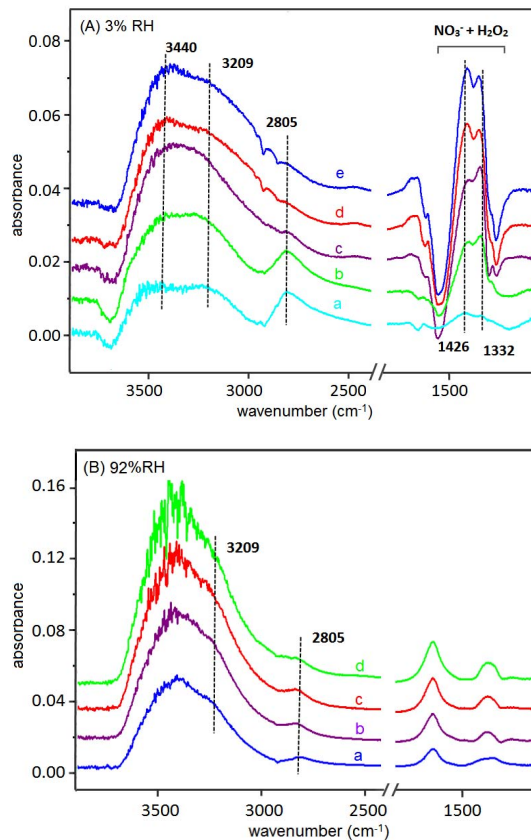 (A) 3% RH
NO₃⁻ + H₂O₂
0.08
3440
3209
2805
0.06
e
0.04
d
c
0.02
b
a
0.00
1426
1332
absorbance
3500
3000
2500
1500
wavenumber (cm⁻¹)
(B) 92%RH
0.16
3209
0.12
2805
0.08
d
c
0.04
b
a
0.00
absorbance
3500
3000
2500
1500
wavenumber (cm⁻¹)